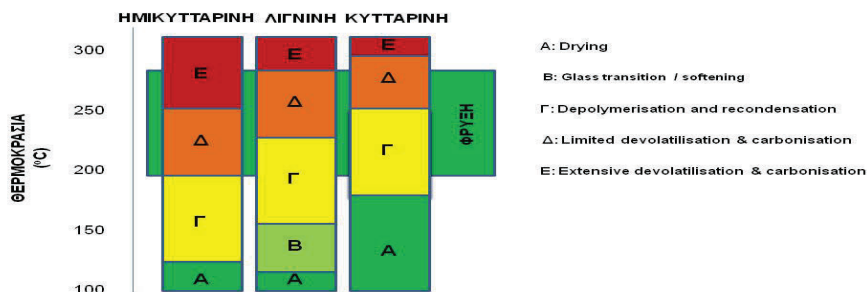 ΗΜΙΚΥΤΤΑΡΙΝΗ ΛΙΓΝΙΝΗ ΚΥΤΤΑΡΙΝΗ
300
250
200
150
100
ΘΕΡΜΟΚΡΑΣΙΑ
(⁰C)
Ε
Δ
Γ
Α
Ε
Δ
Γ
Β
Α
Ε
Δ
Γ
Α
ΦΡΥΞΗ
Α: Drying
Β: Glass transition / softening
Γ: Depolymerisation and recondensation
Δ: Limited devolatilisation & carbonisation
Ε: Extensive devolatilisation & carbonisation